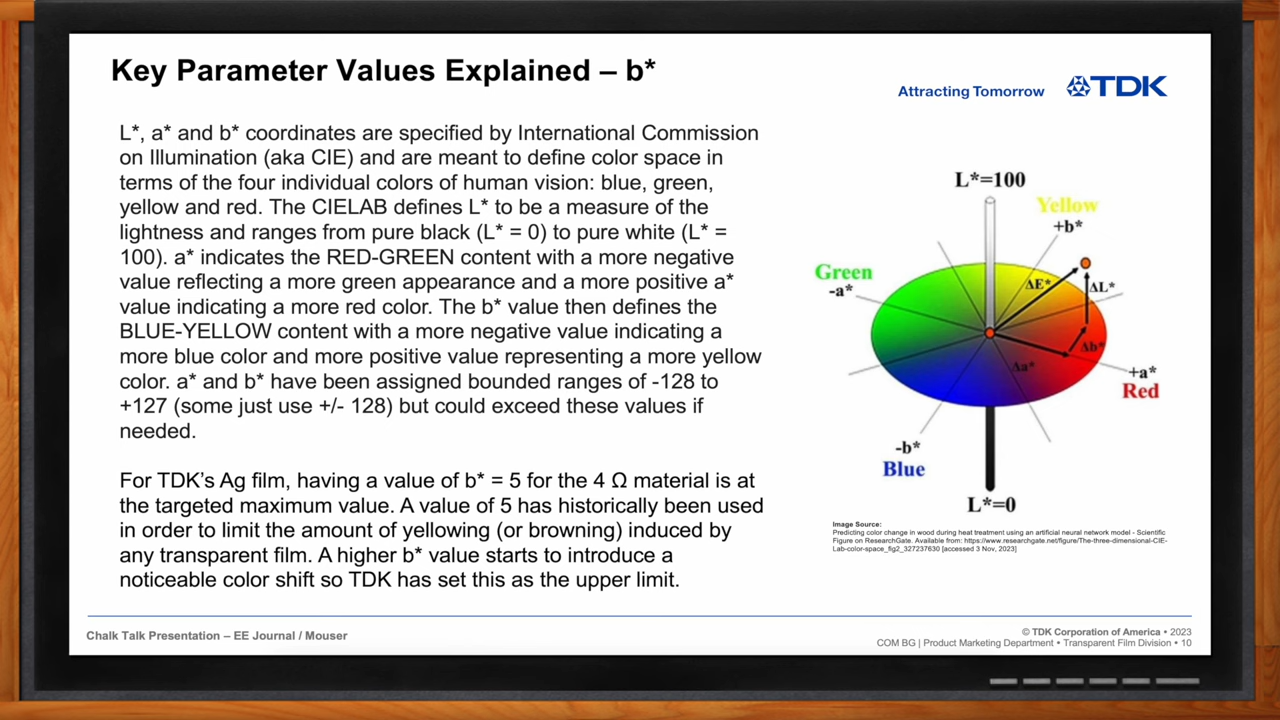 Key Parameter Values Explained – b*
Attracting Tomorrow
TDK
L*, a* and b* coordinates are specified by International Commission
on Illumination (aka CIE) and are meant to define color space in
terms of the four individual colors of human vision: blue, green,
yellow and red. The CIELAB defines L* to be a measure of the
lightness and ranges from pure black (L* = 0) to pure white (L* =
100). a* indicates the RED-GREEN content with a more negative
value reflecting a more green appearance and a more positive a*
value indicating a more red color. The b* value then defines the
BLUE-YELLOW content with a more negative value indicating a
more blue color and more positive value representing a more yellow
color. a* and b* have been assigned bounded ranges of -128 to
+127 (some just use +/- 128) but could exceed these values if
needed.
For TDK’s Ag film, having a value of b* = 5 for the 4 Ω material is at
the targeted maximum value. A value of 5 has historically been used
in order to limit the amount of yellowing (or browning) induced by
any transparent film. A higher b* value starts to introduce a
noticeable color shift so TDK has set this as the upper limit.
L*=100
Yellow
+b*
Green
-a*
ΔE*
ΔL*
Δb*
Δa*
+a*
Red
-b*
Blue
L*=0
Image Source:
Predicting color change in wood during heat treatment using an artificial neural network model - Scientific
Figure on ResearchGate. Available from: https://www.researchgate.net/figure/The-three-dimensional-CIE-
Lab-color-space_fig2_327237630 [accessed 3 Nov, 2023]
Chalk Talk Presentation – EE Journal / Mouser
© TDK Corporation of America • 2023
COM BG | Product Marketing Department • Transparent Film Division • 10